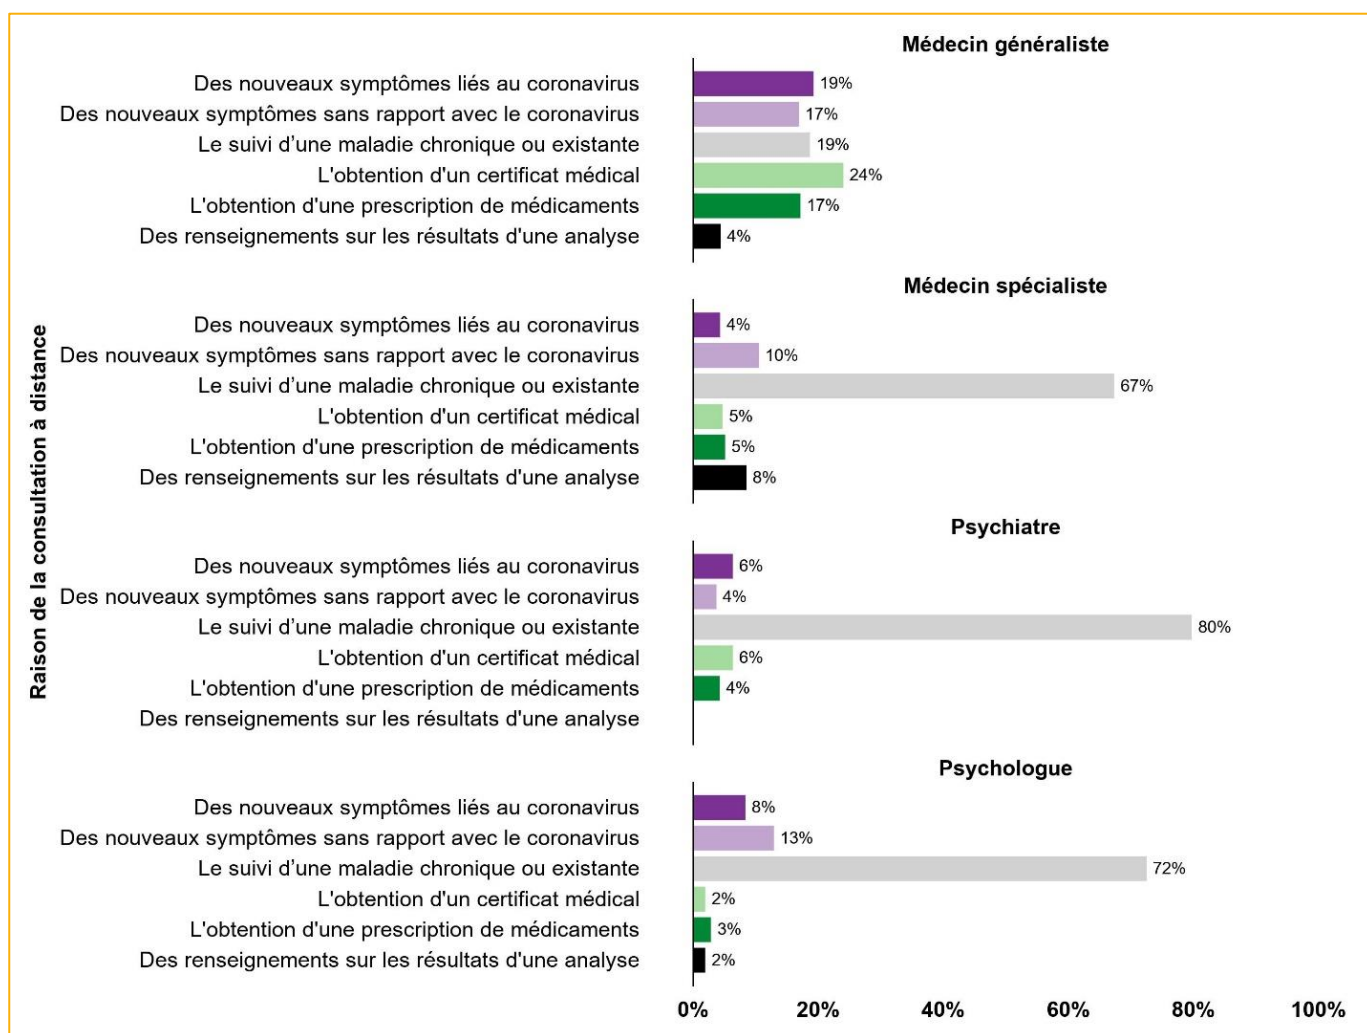 Médecin généraliste
Des nouveaux symptômes liés au coronavirus 19%
Des nouveaux symptômes sans rapport avec le coronavirus 17%
Le suivi d’une maladie chronique ou existante 19%
L'obtention d'un certificat médical 24%
L'obtention d'une prescription de médicaments 17%
Des renseignements sur les résultats d'une analyse 4%
Raison de la consultation à distance
Médecin spécialiste
Des nouveaux symptômes liés au coronavirus 4%
Des nouveaux symptômes sans rapport avec le coronavirus 10%
Le suivi d’une maladie chronique ou existante 67%
L'obtention d'un certificat médical 5%
L'obtention d'une prescription de médicaments 5%
Des renseignements sur les résultats d'une analyse 8%
Psychiatre
Des nouveaux symptômes liés au coronavirus 6%
Des nouveaux symptômes sans rapport avec le coronavirus 4%
Le suivi d’une maladie chronique ou existante 80%
L'obtention d'un certificat médical 6%
L'obtention d'une prescription de médicaments 4%
Des renseignements sur les résultats d'une analyse
Psychologue
Des nouveaux symptômes liés au coronavirus 8%
Des nouveaux symptômes sans rapport avec le coronavirus 13%
Le suivi d’une maladie chronique ou existante 72%
L'obtention d'un certificat médical 2%
L'obtention d'une prescription de médicaments 3%
Des renseignements sur les résultats d'une analyse 2%
0% 20% 40% 60% 80% 100%